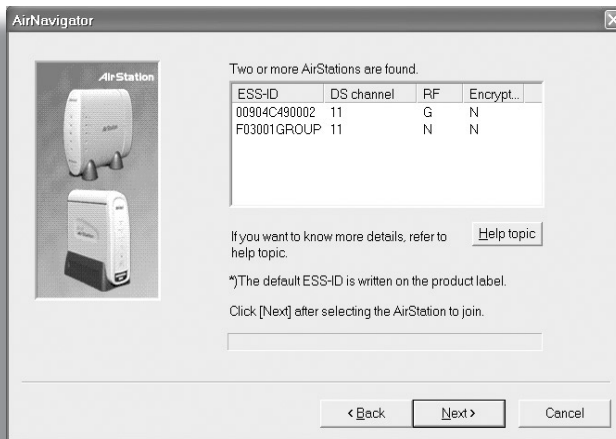 AirNavigator
AirStation
Two or more AirStations are found.
ESS-ID DS channel RF Encrypt...
00904C490002 11 G N
F03001GROUP 11 N N
If you want to know more details, refer to
help topic.
Help topic
*)The default ESS-ID is written on the product label.
Click [Next] after selecting the AirStation to join.
< Back Next > Cancel